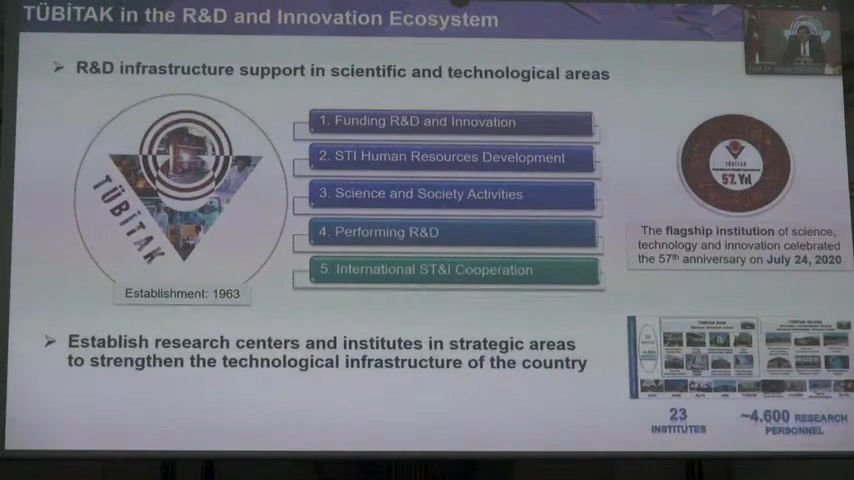 TÜBİTAK in the R&D and Innovation Ecosystem
➢ R&D infrastructure support in scientific and technological areas
TÜBİTAK
Establishment: 1963
1. Funding R&D and Innovation
2. STI Human Resources Development
3. Science and Society Activities
4. Performing R&D
5. International ST&I Cooperation
TÜBİTAK
57. Yıl
The flagship institution of science,
technology and innovation celebrated
the 57th anniversary on July 24, 2020
➢ Establish research centers and institutes in strategic areas
to strengthen the technological infrastructure of the country
23
INSTITUTES
~4.600 RESEARCH
PERSONNEL